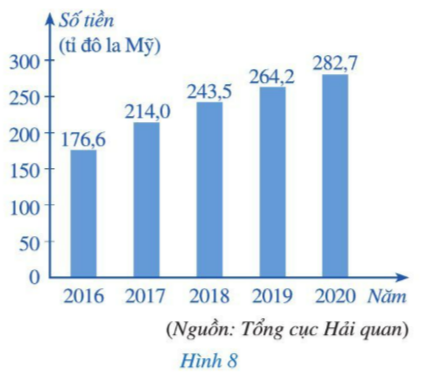 Số tiền
(tỉ đô la Mỹ)
300
250
200
150
100
50
0
176,6
214,0
243,5
264,2
282,7
2016 2017 2018 2019 2020 Năm
(Nguồn: Tổng cục Hải quan)
Hình 8